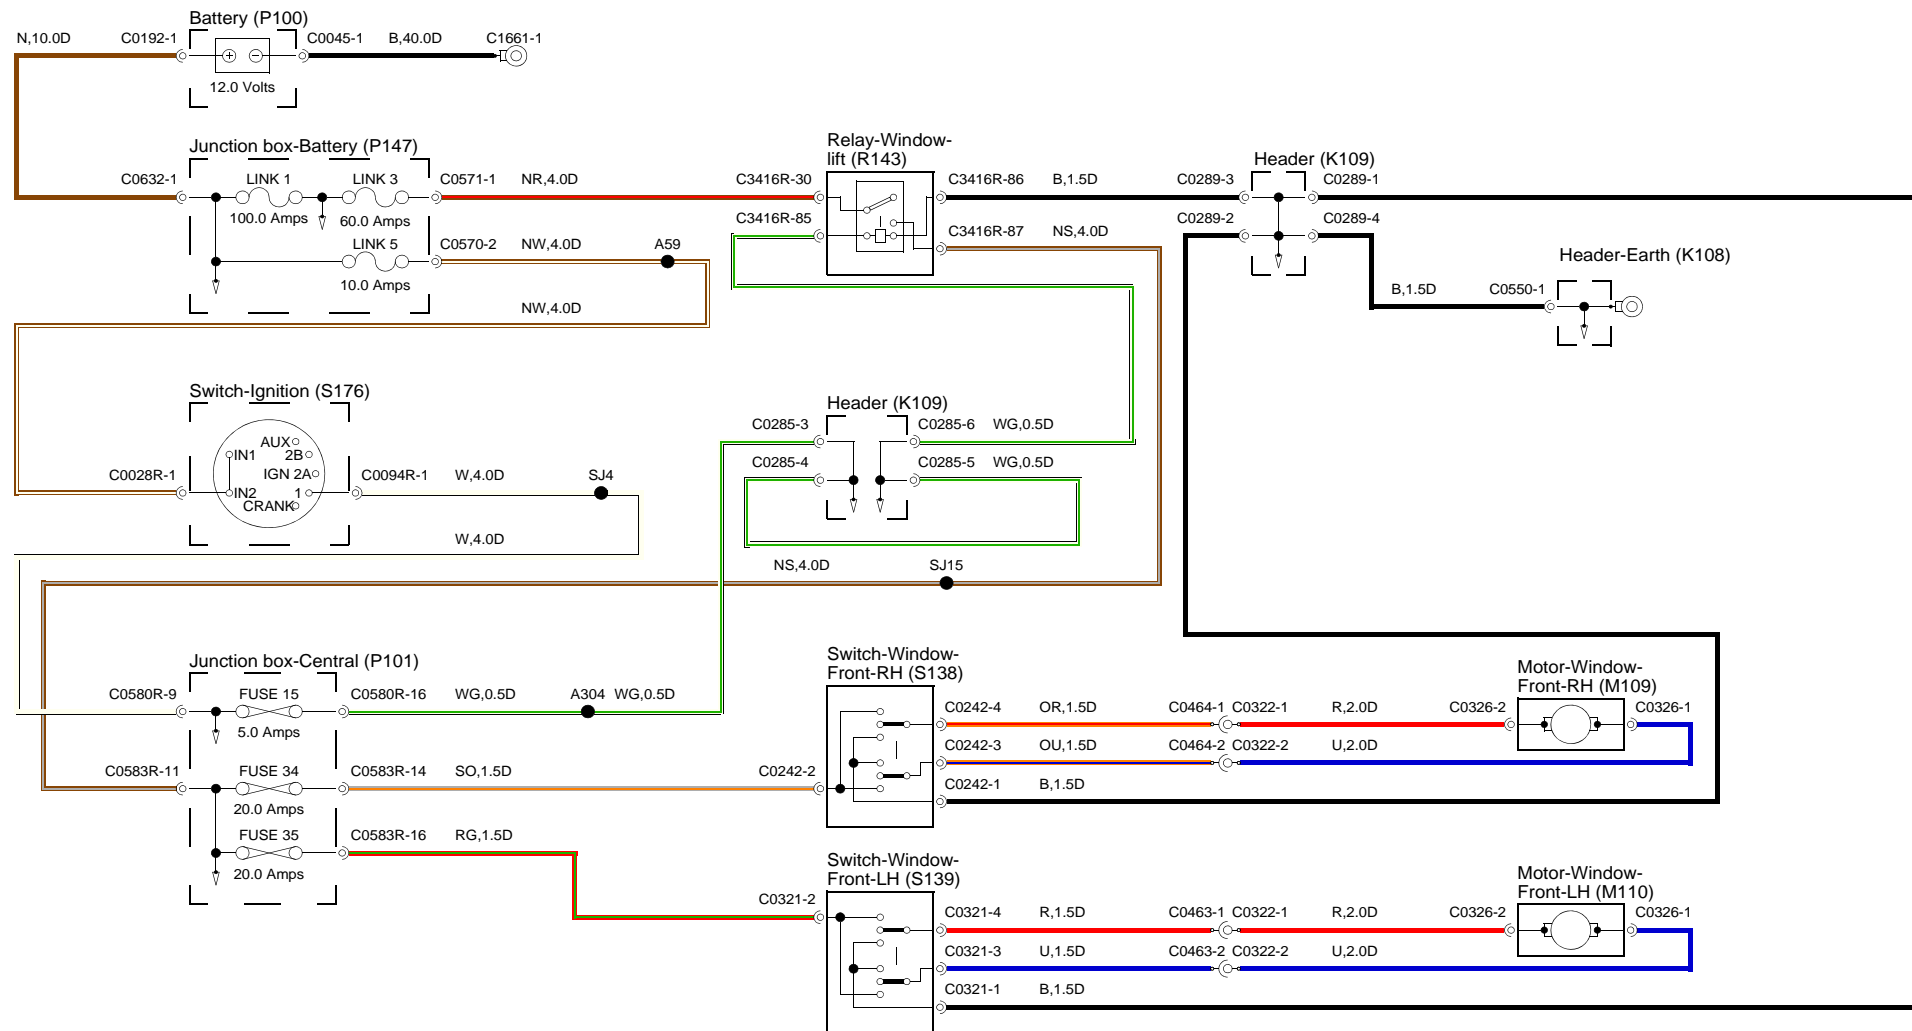 Battery (P100)
N,10.0D C0192-1 C0045-1 B,40.0D C1661-1
+ −
12.0 Volts
Junction box-Battery (P147)
C0632-1 LINK 1 LINK 3 C0571-1 NR,4.0D
100.0 Amps 60.0 Amps
LINK 5 C0570-2 NW,4.0D A59
10.0 Amps
NW,4.0D
Relay-Window-
lift (R143)
C3416R-30 C3416R-86 B,1.5D
C3416R-85 C3416R-87 NS,4.0D
Header (K109)
C0289-3 C0289-1
C0289-2 C0289-4
Header-Earth (K108)
B,1.5D C0550-1
Switch-Ignition (S176)
AUX
IN1 2B
IGN 2A
C0028R-1 IN2 1 C0094R-1 W,4.0D SJ4
CRANK
W,4.0D
Header (K109)
C0285-3 C0285-6 WG,0.5D
C0285-4 C0285-5 WG,0.5D
NS,4.0D SJ15
Junction box-Central (P101)
C0580R-9 FUSE 15 C0580R-16 WG,0.5D A304 WG,0.5D
5.0 Amps
C0583R-11 FUSE 34 C0583R-14 SO,1.5D
20.0 Amps
FUSE 35 C0583R-16 RG,1.5D
20.0 Amps
Switch-Window-
Front-RH (S138)
C0242-2
C0242-4 OR,1.5D C0464-1 C0322-1 R,2.0D C0326-2
C0242-3 OU,1.5D C0464-2 C0322-2 U,2.0D
C0242-1 B,1.5D
Motor-Window-
Front-RH (M109)
C0326-1
Switch-Window-
Front-LH (S139)
C0321-2
C0321-4 R,1.5D C0463-1 C0322-1 R,2.0D C0326-2
C0321-3 U,1.5D C0463-2 C0322-2 U,2.0D
C0321-1 B,1.5D
Motor-Window-
Front-LH (M110)
C0326-1